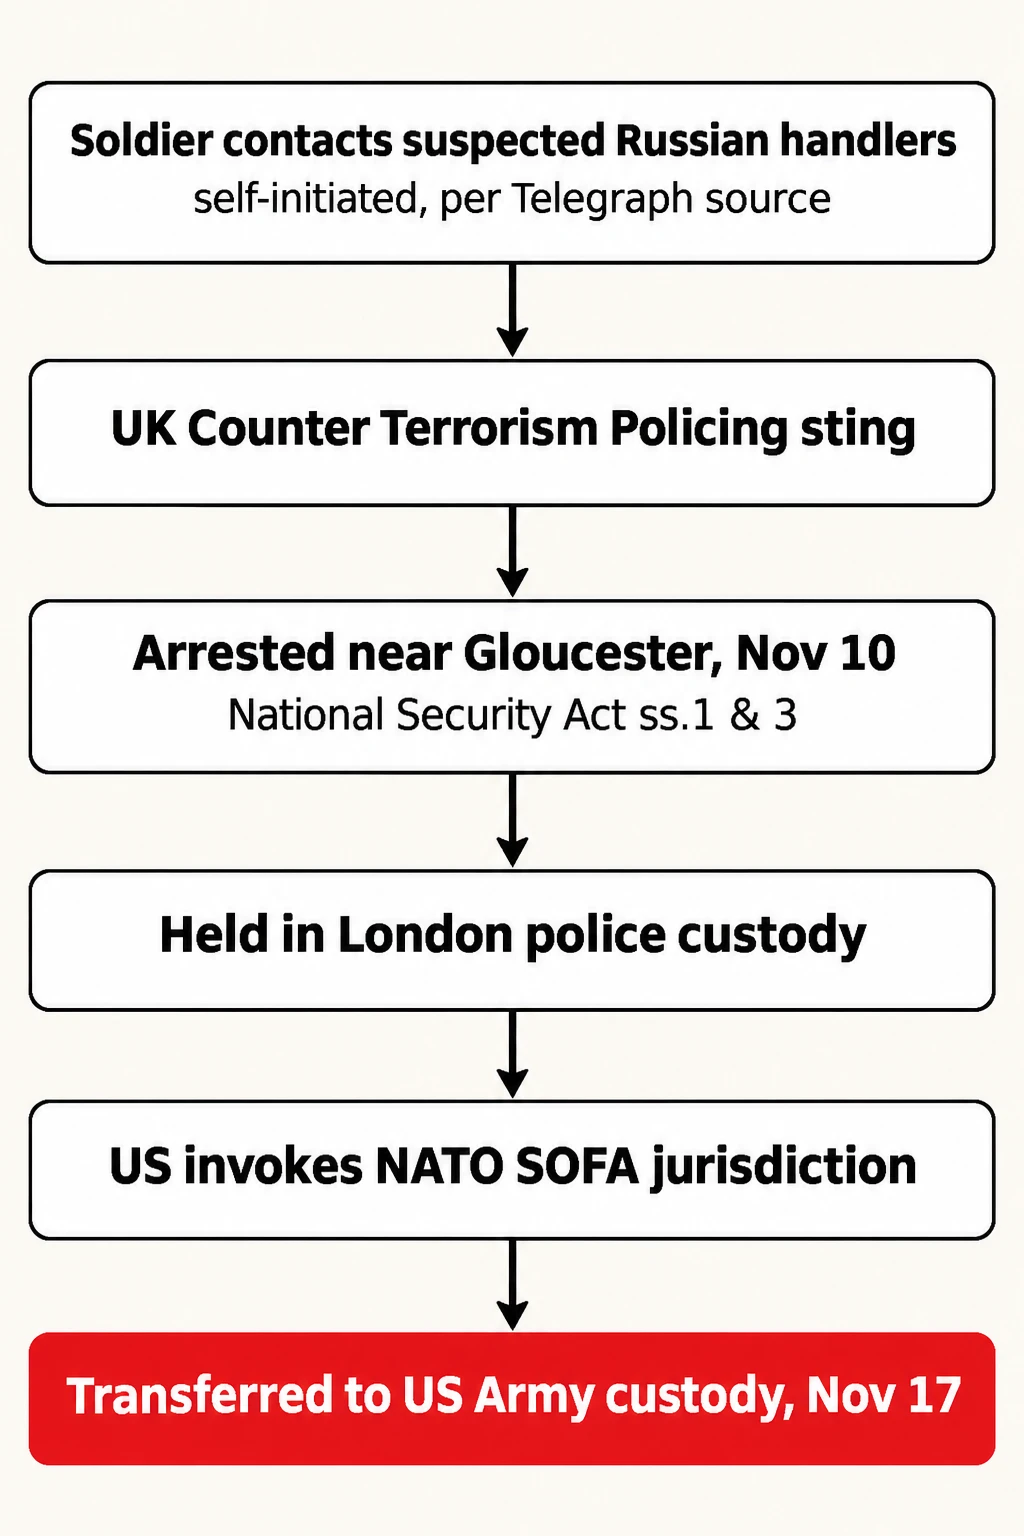 Soldier contacts suspected Russian handlers
self-initiated, per Telegraph source
UK Counter Terrorism Policing sting
Arrested near Gloucester, Nov 10
National Security Act ss.1 & 3
Held in London police custody
US invokes NATO SOFA jurisdiction
Transferred to US Army custody, Nov 17